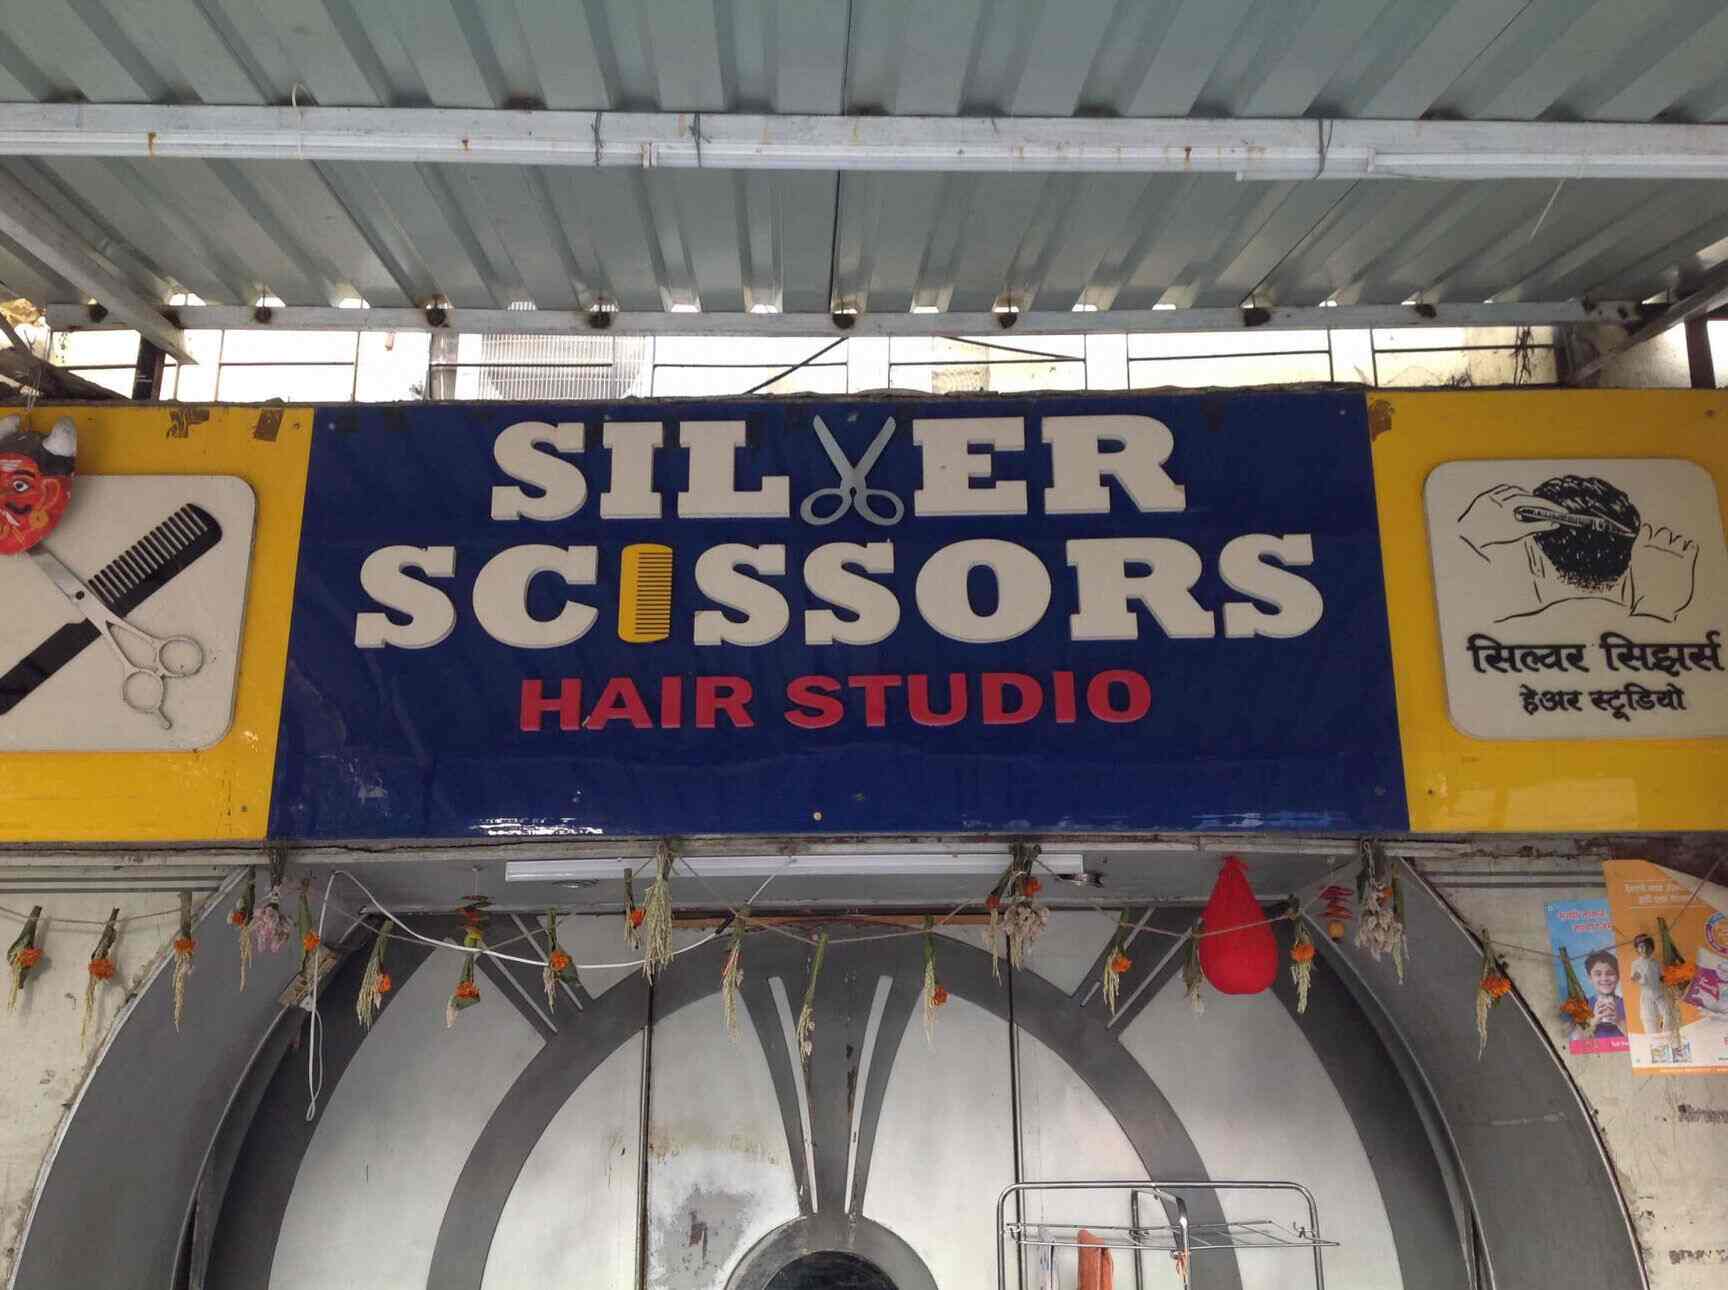 SILVER
SCISSORS
HAIR STUDIO
सिल्वर सिझर्स
हेअर स्टूडियो